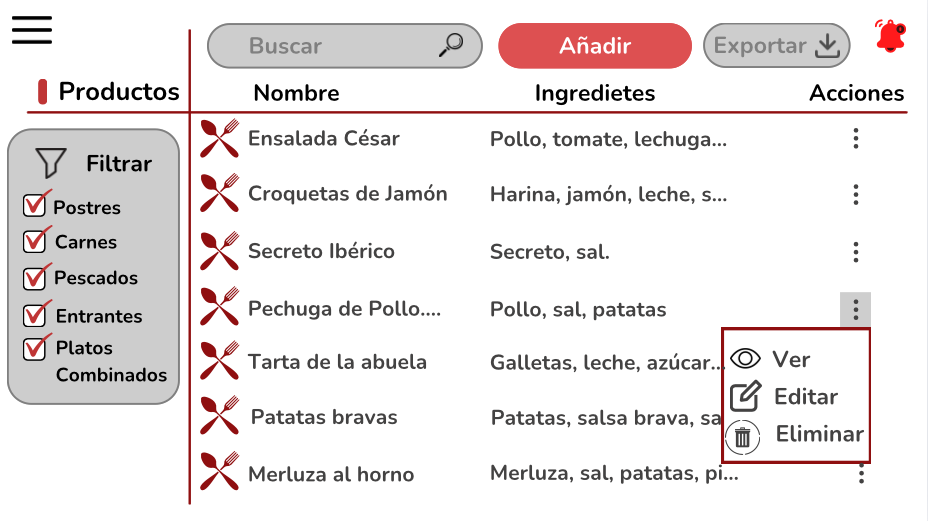 Buscar
Añadir
Exportar
Productos
Nombre
Ingredietes
Acciones
Filtrar
Postres
Carnes
Pescados
Entrantes
Platos
Combinados
Ensalada César
Pollo, tomate, lechuga...
Croquetas de Jamón
Harina, jamón, leche, s...
Secreto Ibérico
Secreto, sal.
Pechuga de Pollo....
Pollo, sal, patatas
Tarta de la abuela
Galletas, leche, azúcar...
Patatas bravas
Patatas, salsa brava, sa
Merluza al horno
Merluza, sal, patatas, pi...
Ver
Editar
Eliminar